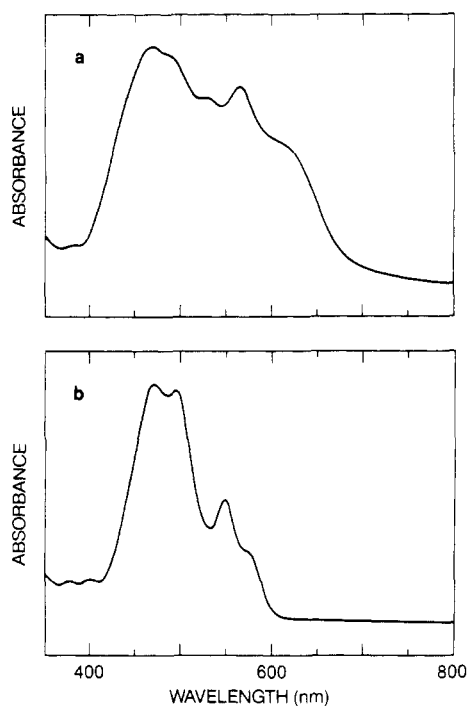 a
ABSORBANCE
b
ABSORBANCE
400 600 800
WAVELENGTH (nm)